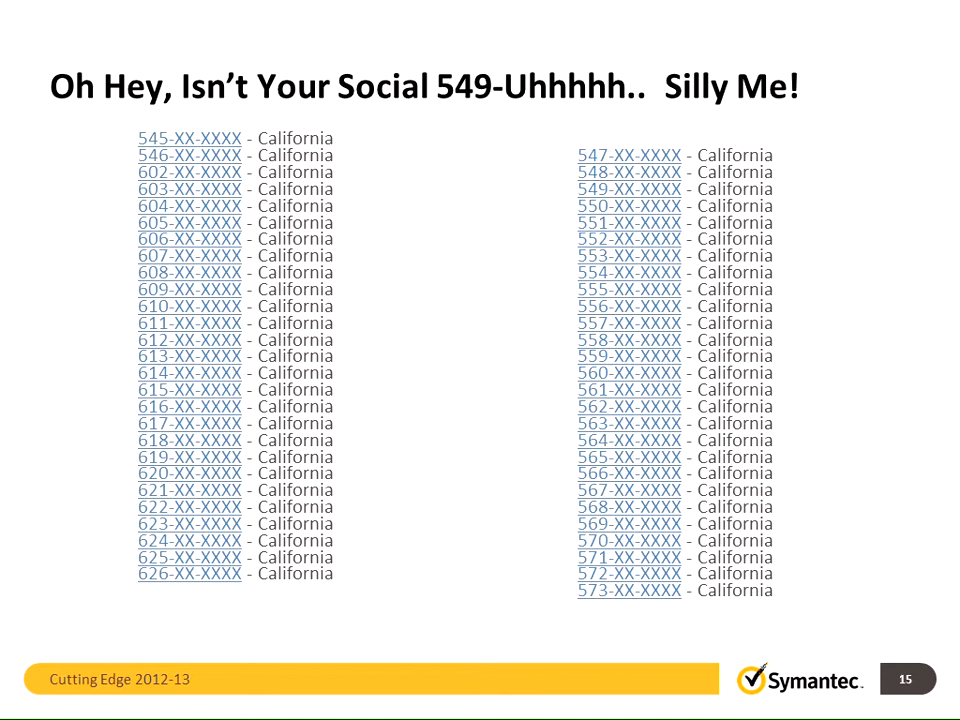 Oh Hey, Isn't Your Social 549-Uhhhhh.. Silly Me!
545-XX-XXXX - California
546-XX-XXXX - California
602-XX-XXXX - California
603-XX-XXXX - California
604-XX-XXXX - California
605-XX-XXXX - California
606-XX-XXXX - California
607-XX-XXXX - California
608-XX-XXXX - California
609-XX-XXXX - California
610-XX-XXXX - California
611-XX-XXXX - California
612-XX-XXXX - California
613-XX-XXXX - California
614-XX-XXXX - California
615-XX-XXXX - California
616-XX-XXXX - California
617-XX-XXXX - California
618-XX-XXXX - California
619-XX-XXXX - California
620-XX-XXXX - California
621-XX-XXXX - California
622-XX-XXXX - California
623-XX-XXXX - California
624-XX-XXXX - California
625-XX-XXXX - California
626-XX-XXXX - California
547-XX-XXXX - California
548-XX-XXXX - California
549-XX-XXXX - California
550-XX-XXXX - California
551-XX-XXXX - California
552-XX-XXXX - California
553-XX-XXXX - California
554-XX-XXXX - California
555-XX-XXXX - California
556-XX-XXXX - California
557-XX-XXXX - California
558-XX-XXXX - California
559-XX-XXXX - California
560-XX-XXXX - California
561-XX-XXXX - California
562-XX-XXXX - California
563-XX-XXXX - California
564-XX-XXXX - California
565-XX-XXXX - California
566-XX-XXXX - California
567-XX-XXXX - California
568-XX-XXXX - California
569-XX-XXXX - California
570-XX-XXXX - California
571-XX-XXXX - California
572-XX-XXXX - California
573-XX-XXXX - California
Cutting Edge 2012-13
Symantec.
15